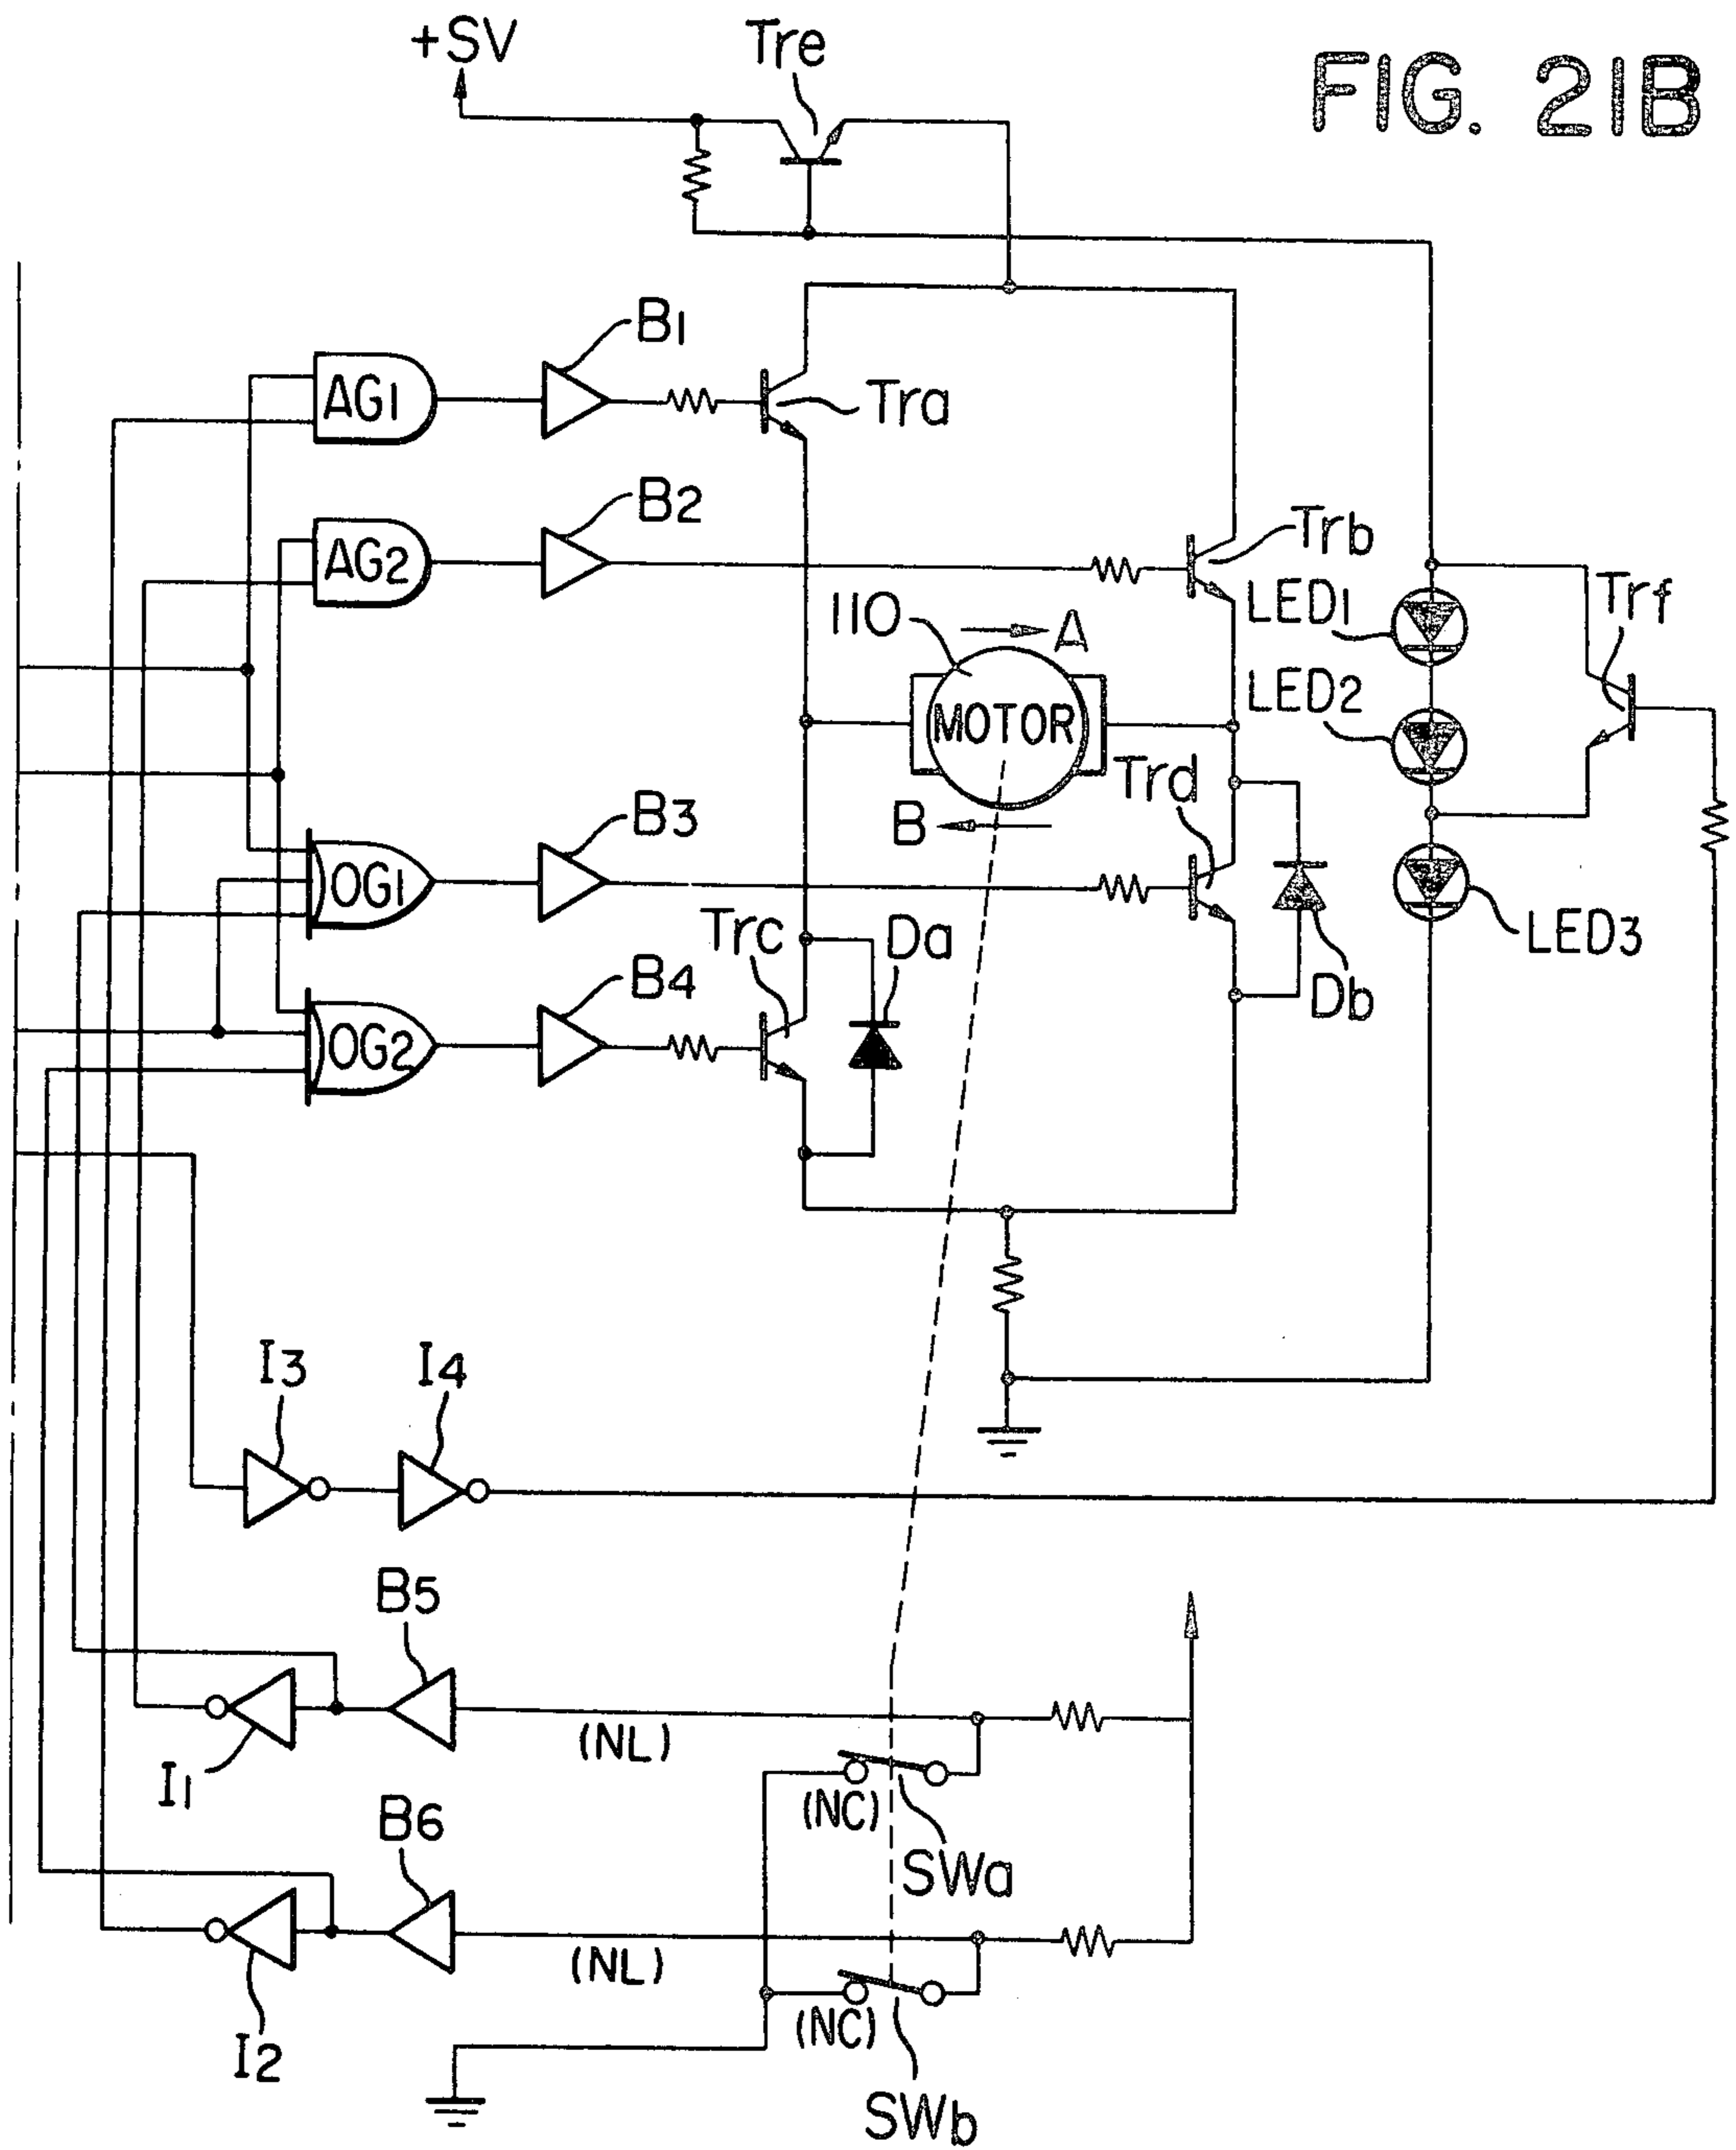 +SV
Tre
FIG. 21B
AG1
B1
Tra
AG2
B2
Trb
110
A
LED1
Trf
MOTOR
LED2
B
Trd
OG1
B3
Trc
Da
LED3
Db
OG2
B4
I3
I4
B5
(NL)
I1
(NC)
SWa
B6
(NL)
I2
(NC)
SWb